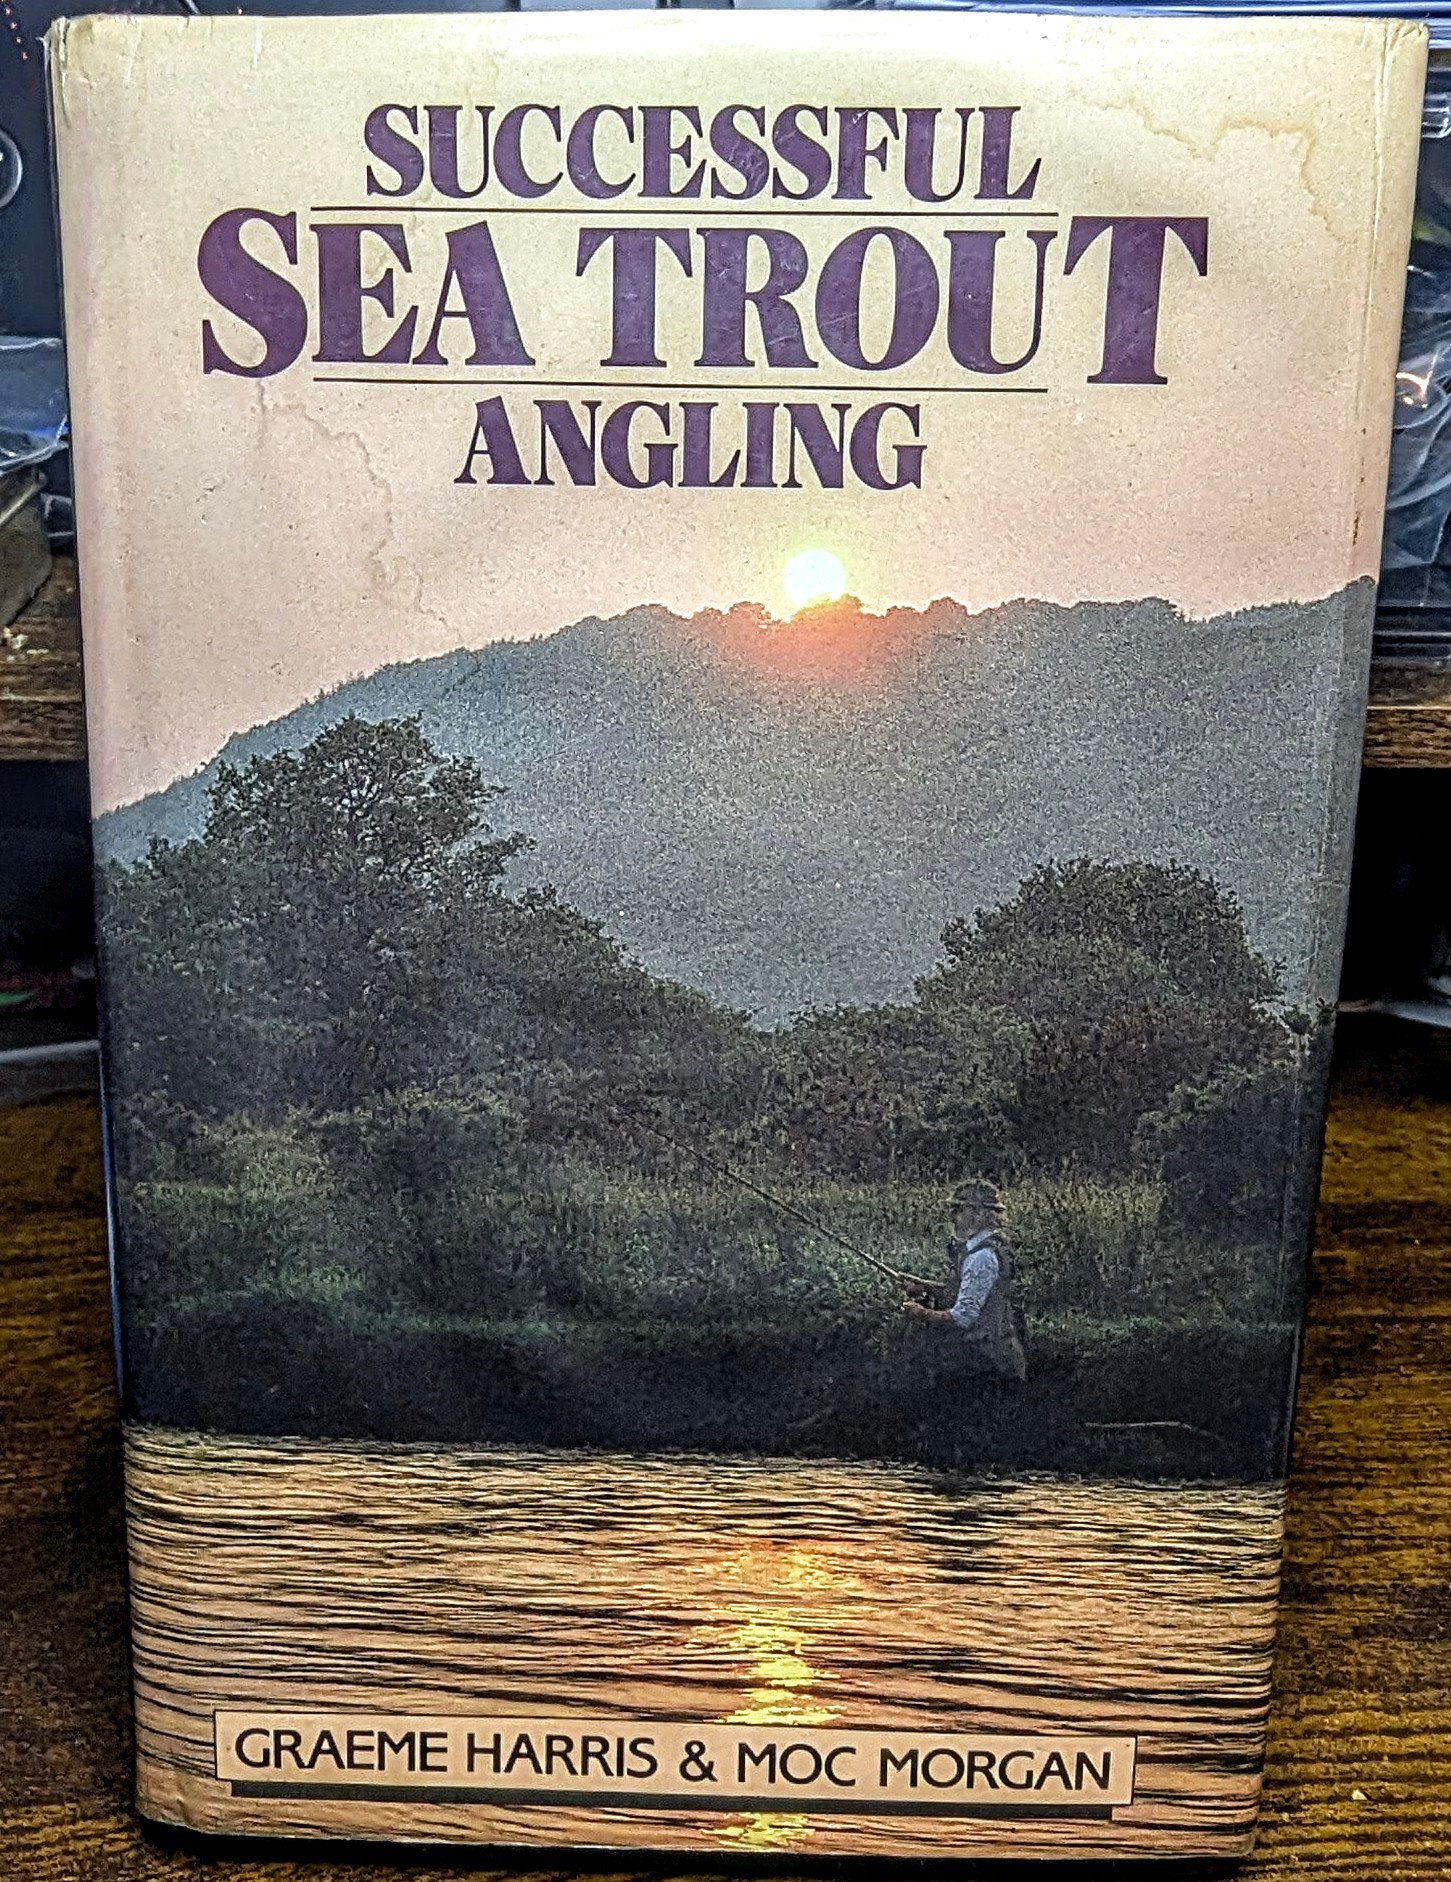 SUCCESSFUL
SEA TROUT
ANGLING
GRAEME HARRIS & MOC MORGAN